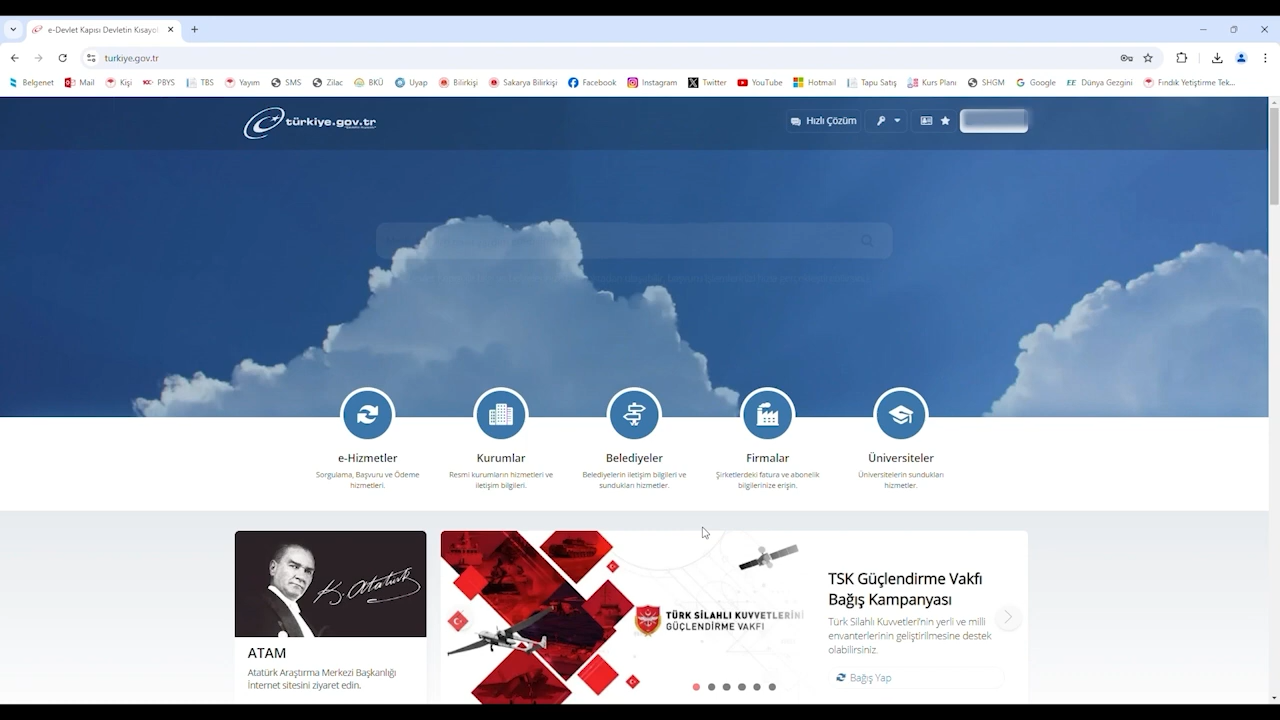 e-Devlet Kapısı Devletin Kısayol
turkiye.gov.tr
Belgenet Mail Kişi PBYS TBS Yayım SMS Zilac BKÜ Uyap Bilirkişi Sakarya Bilirkişi Facebook Instagram Twitter YouTube Hotmail Tapu Satış Kurs Planı SHGM Google Dünya Gezgini Fındık Yetiştirme Tek...
türkiye.gov.tr
Hızlı Çözüm
e-Hizmetler
Sorgulama, Başvuru ve Ödeme
hizmetleri.
Kurumlar
Resmi kurumların hizmetleri ve
iletişim bilgileri.
Belediyeler
Belediyelerin iletişim bilgileri ve
sundukları hizmetler.
Firmalar
Şirketlerdeki fatura ve abonelik
bilgilerinize erişin.
Üniversiteler
Üniversitelerin sundukları
hizmetler.
K. Atatürk
ATAM
Atatürk Araştırma Merkezi Başkanlığı
İnternet sitesini ziyaret edin.
TÜRK SİLAHLI KUVVETLERİNİ
GÜÇLENDİRME VAKFI
TSK Güçlendirme Vakfı
Bağış Kampanyası
Türk Silahlı Kuvvetleri'nin yerli ve milli
envanterlerinin geliştirilmesine destek
olabilirsiniz.
Bağış Yap